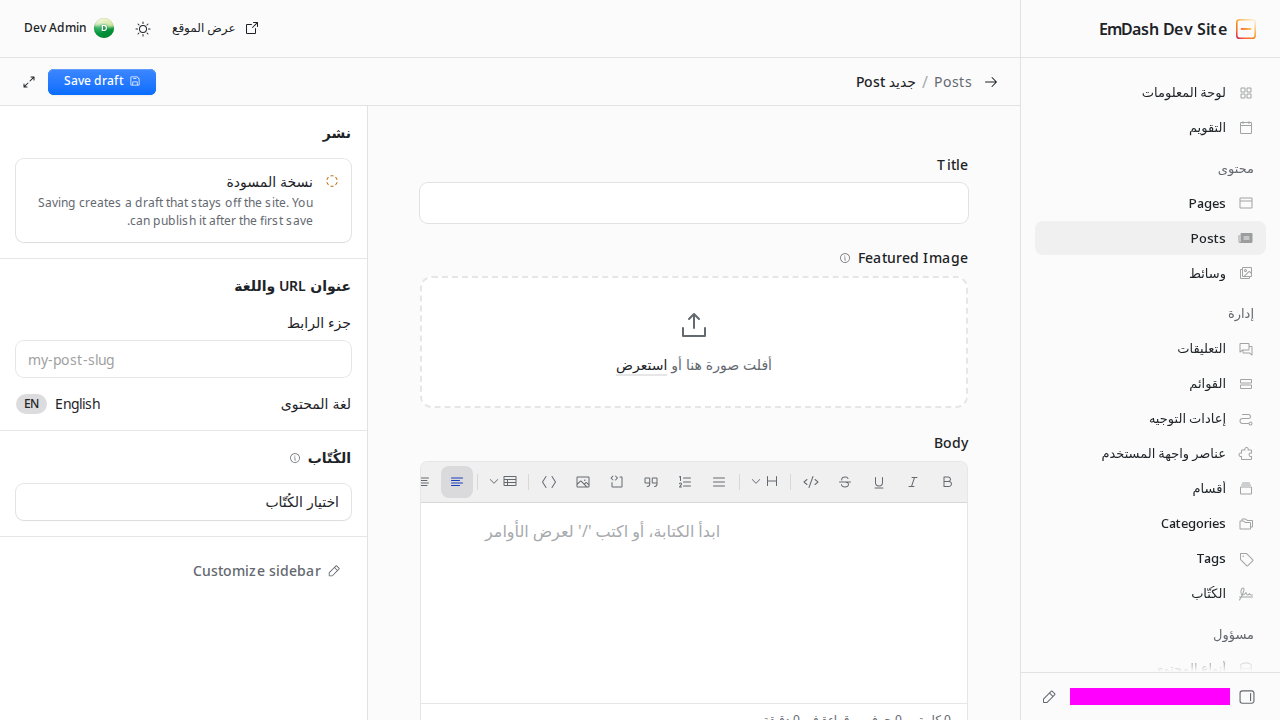 EmDash Dev Site
عرض الموقع
Dev Admin
D
لوحة المعلومات
التقويم
محتوى
Pages
Posts
وسائط
إدارة
التعليقات
القوائم
إعادات التوجيه
عناصر واجهة المستخدم
أقسام
Categories
Tags
الكُتّاب
مسؤول
أنواع المحتوى
Posts / جديد Post
Save draft
Title
Featured Image
أفلت صورة هنا أو استعرض
Body
ابدأ الكتابة، أو اكتب '/' لعرض الأوامر
نشر
نسخة المسودة
Saving creates a draft that stays off the site. You
can publish it after the first save.
عنوان URL واللغة
جزء الرابط
my-post-slug
لغة المحتوى
English EN
الكُتّاب
اختيار الكُتّاب
Customize sidebar